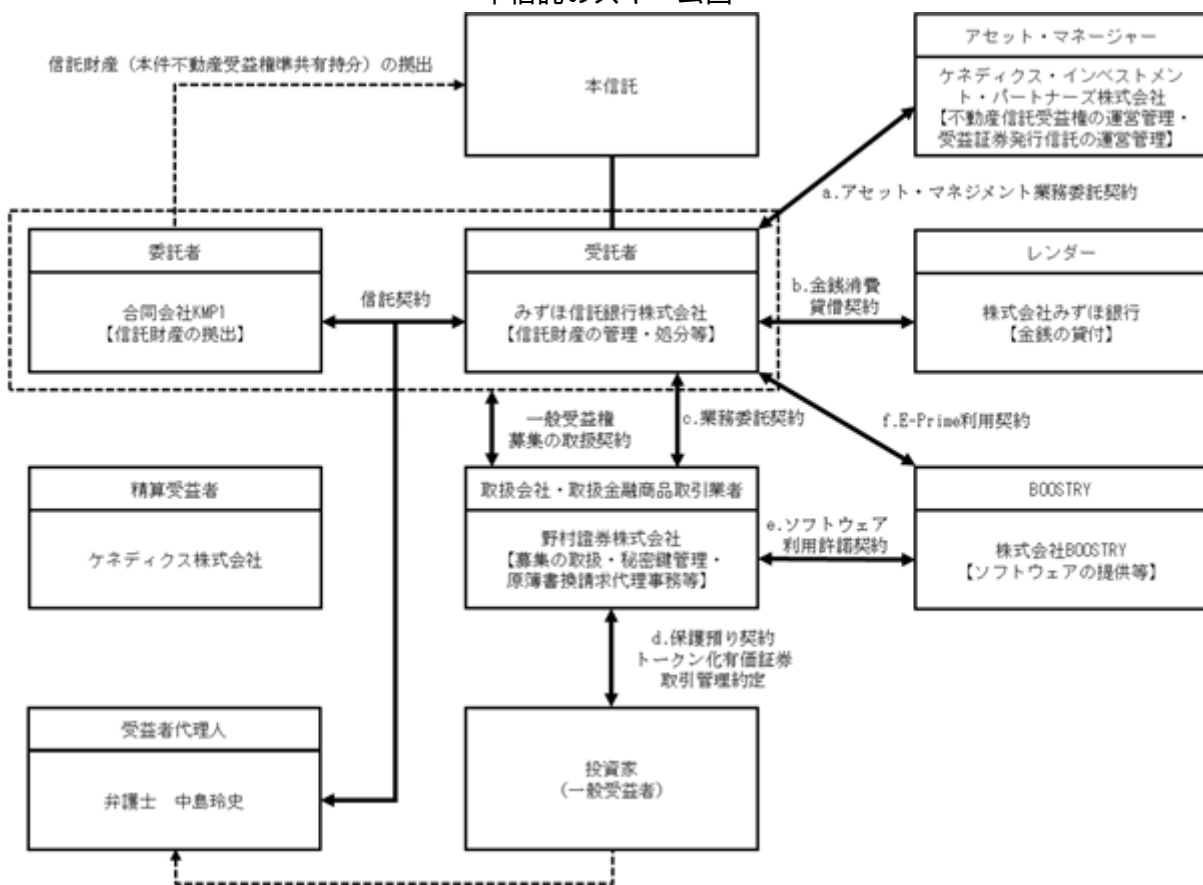 本信託のスキーム図
信託財産（本件不動産受益権準共有持分）の拠出
本信託
アセット・マネージャー
ケネディクス・インベストメン
ト・パートナーズ株式会社
【不動産信託受益権の運営管理・
受益証券発行信託の運営管理】
a.アセット・マネジメント業務委託契約
委託者
合同会社KMP1
【信託財産の拠出】
信託契約
受託者
みずほ信託銀行株式会社
【信託財産の管理・処分等】
b.金銭消費
貸借契約
レンダー
株式会社みずほ銀行
【金銭の貸付】
一般受益権
募集の取扱契約
c.業務委託契約
f.E-Prime利用契約
精算受益者
ケネディクス株式会社
取扱会社・取扱金融商品取引業者
野村證券株式会社
【募集の取扱・秘密鍵管理・
原簿書換請求代理事務等】
e.ソフトウェア
利用許諾契約
BOOSTRY
株式会社BOOSTRY
【ソフトウェアの提供等】
d.保護預り契約
トークン化有価証券
取引管理約定
受益者代理人
弁護士　中島玲史
投資家
（一般受益者）